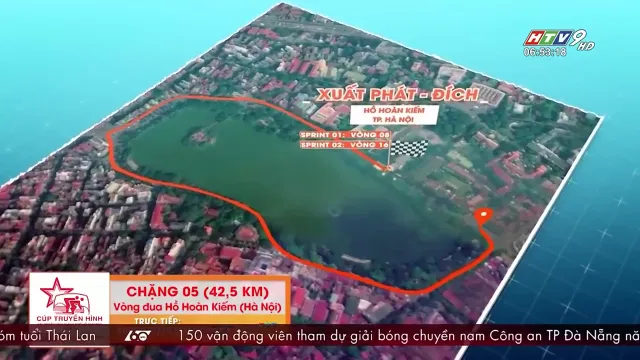 HTV9 HD
06:53:18
XUẤT PHÁT - ĐÍCH
HỒ HOÀN KIẾM
TP. HÀ NỘI
SPRINT 01: VÒNG 08
SPRINT 02: VÒNG 16
CHẶNG 05 (42,5 KM)
Vòng đua Hồ Hoàn Kiếm (Hà Nội)
TRỰC TIẾP:
CÚP TRUYỀN HÌNH
óm tuổi Thái Lan
60s
150 vận động viên tham dự giải bóng chuyền nam Công an TP Đà Nẵng nă